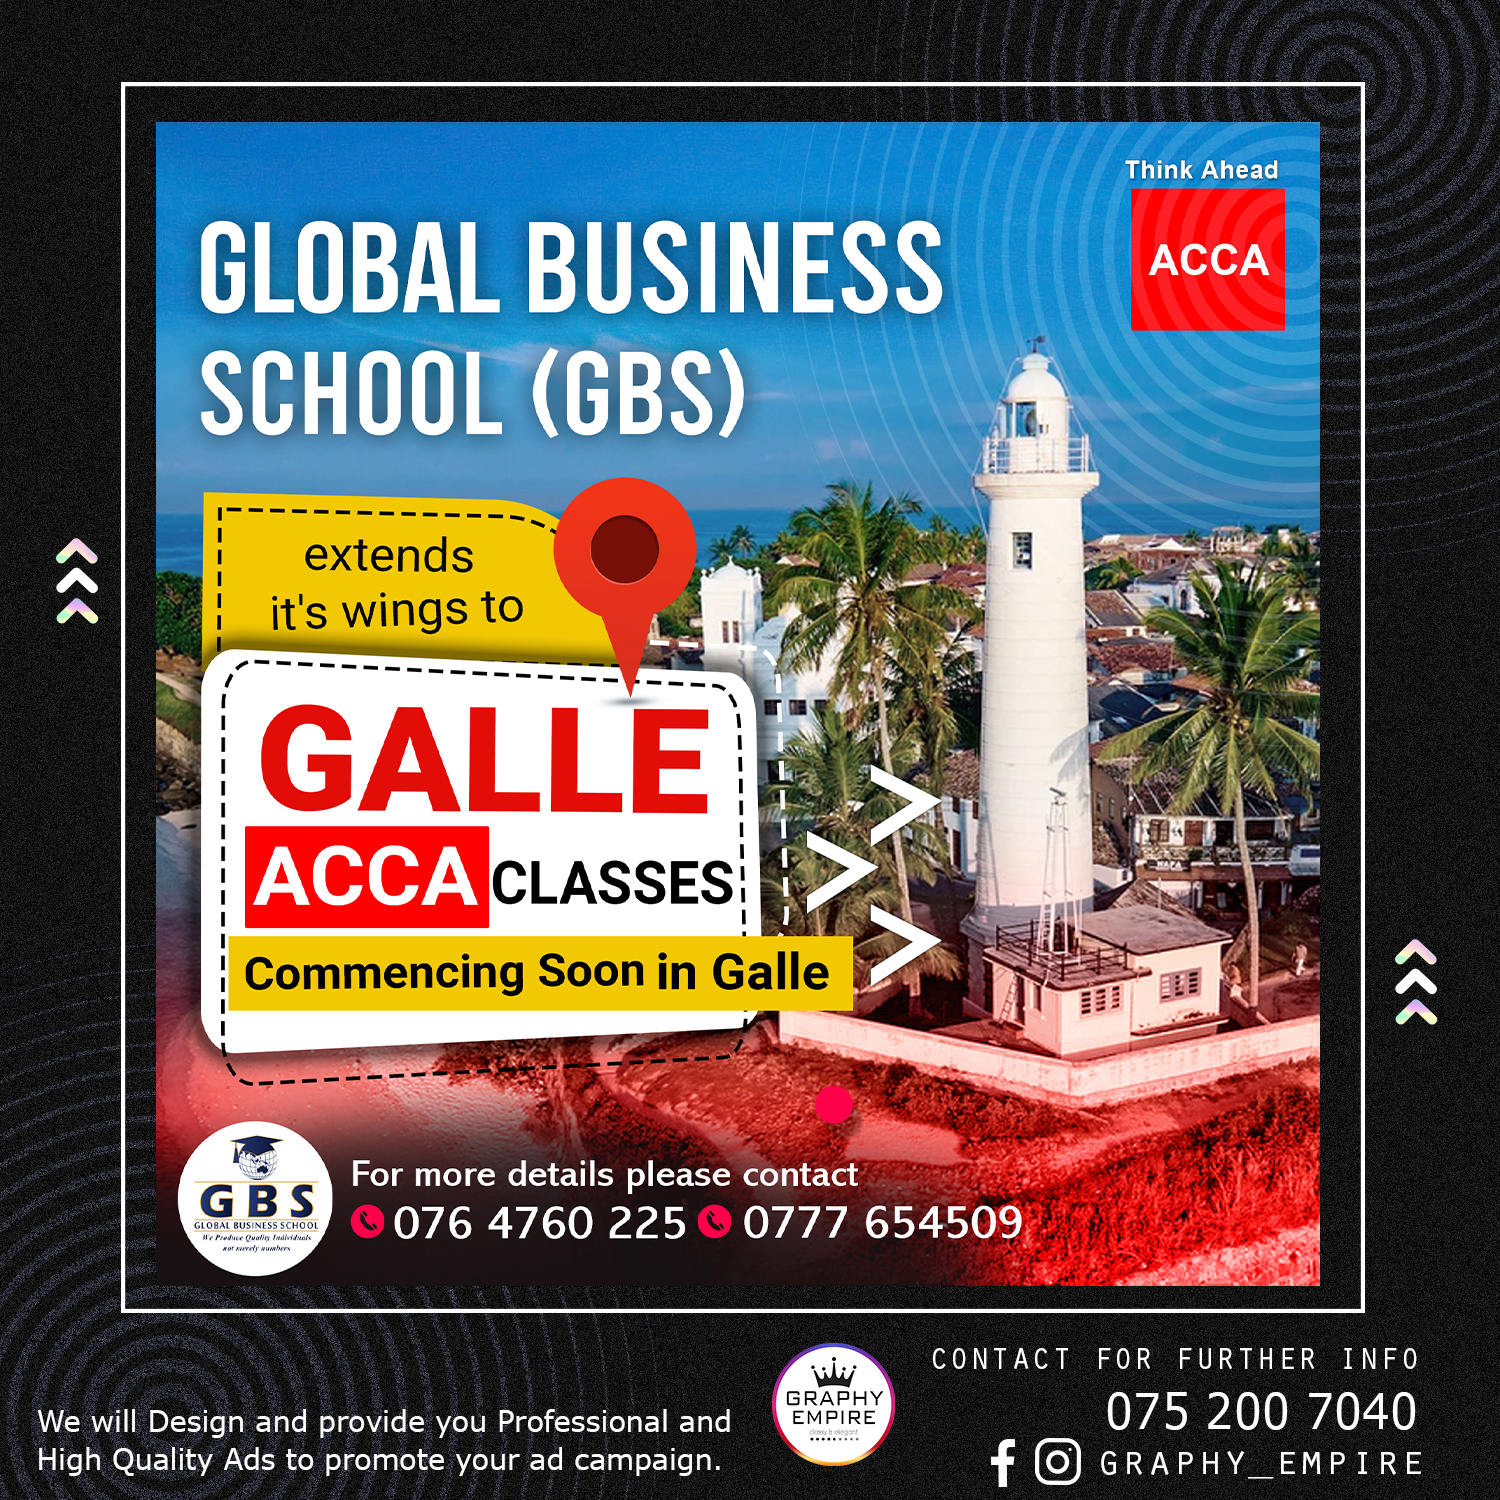 Think Ahead
ACCA
GLOBAL BUSINESS
SCHOOL (GBS)
extends
it's wings to
GALLE
ACCA CLASSES
Commencing Soon in Galle
GBS
GLOBAL BUSINESS SCHOOL
We Produce Quality Individuals
not merely numbers
For more details please contact
076 4760 225 0777 654509
We will Design and provide you Professional and
High Quality Ads to promote your ad campaign.
GRAPHY
EMPIRE
classy & elegant
CONTACT FOR FURTHER INFO
075 200 7040
GRAPHY_EMPIRE